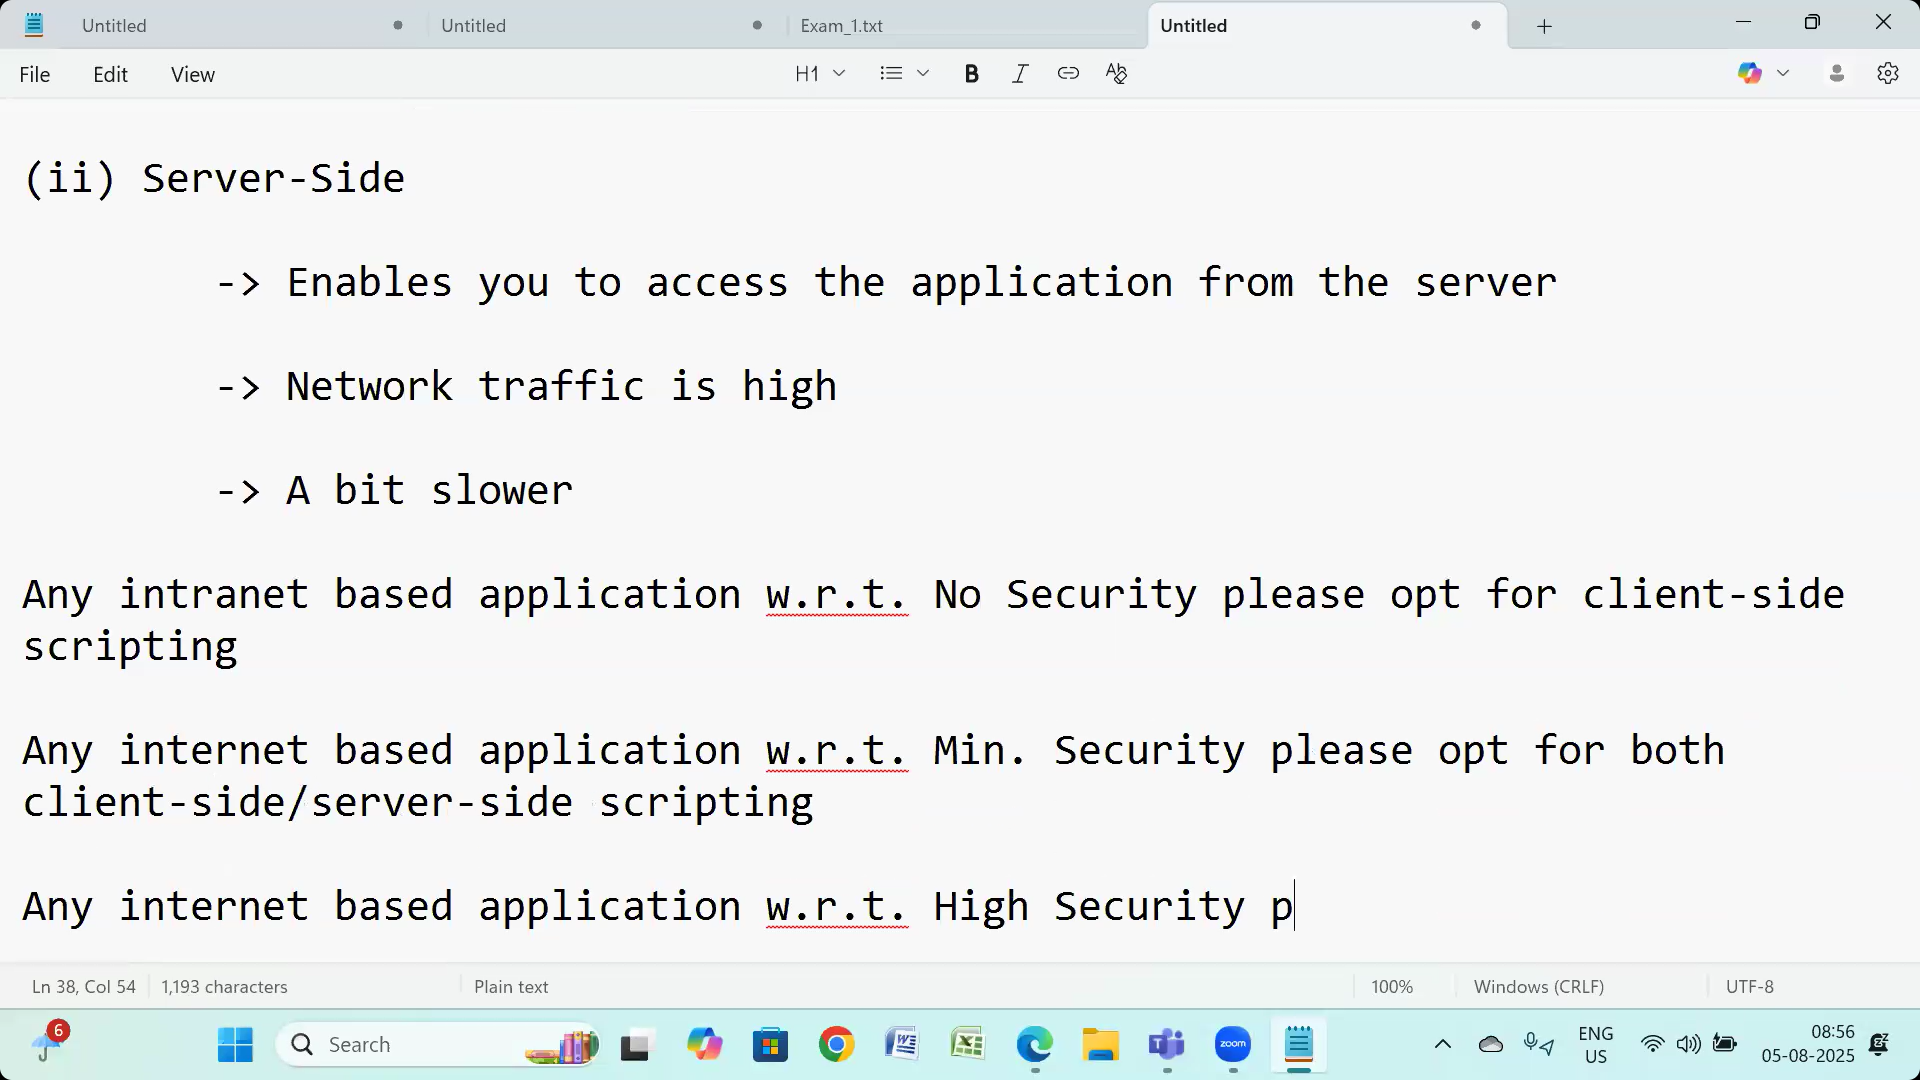 Untitled
Untitled
Exam_1.txt
Untitled
File
Edit
View
H1
(ii) Server-Side
-> Enables you to access the application from the server
-> Network traffic is high
-> A bit slower
Any intranet based application w.r.t. No Security please opt for client-side
scripting
Any internet based application w.r.t. Min. Security please opt for both
client-side/server-side scripting
Any internet based application w.r.t. High Security p
Ln 38, Col 54
1,193 characters
Plain text
100%
Windows (CRLF)
UTF-8
6
Search
zoom
ENG
US
08:56
05-08-2025